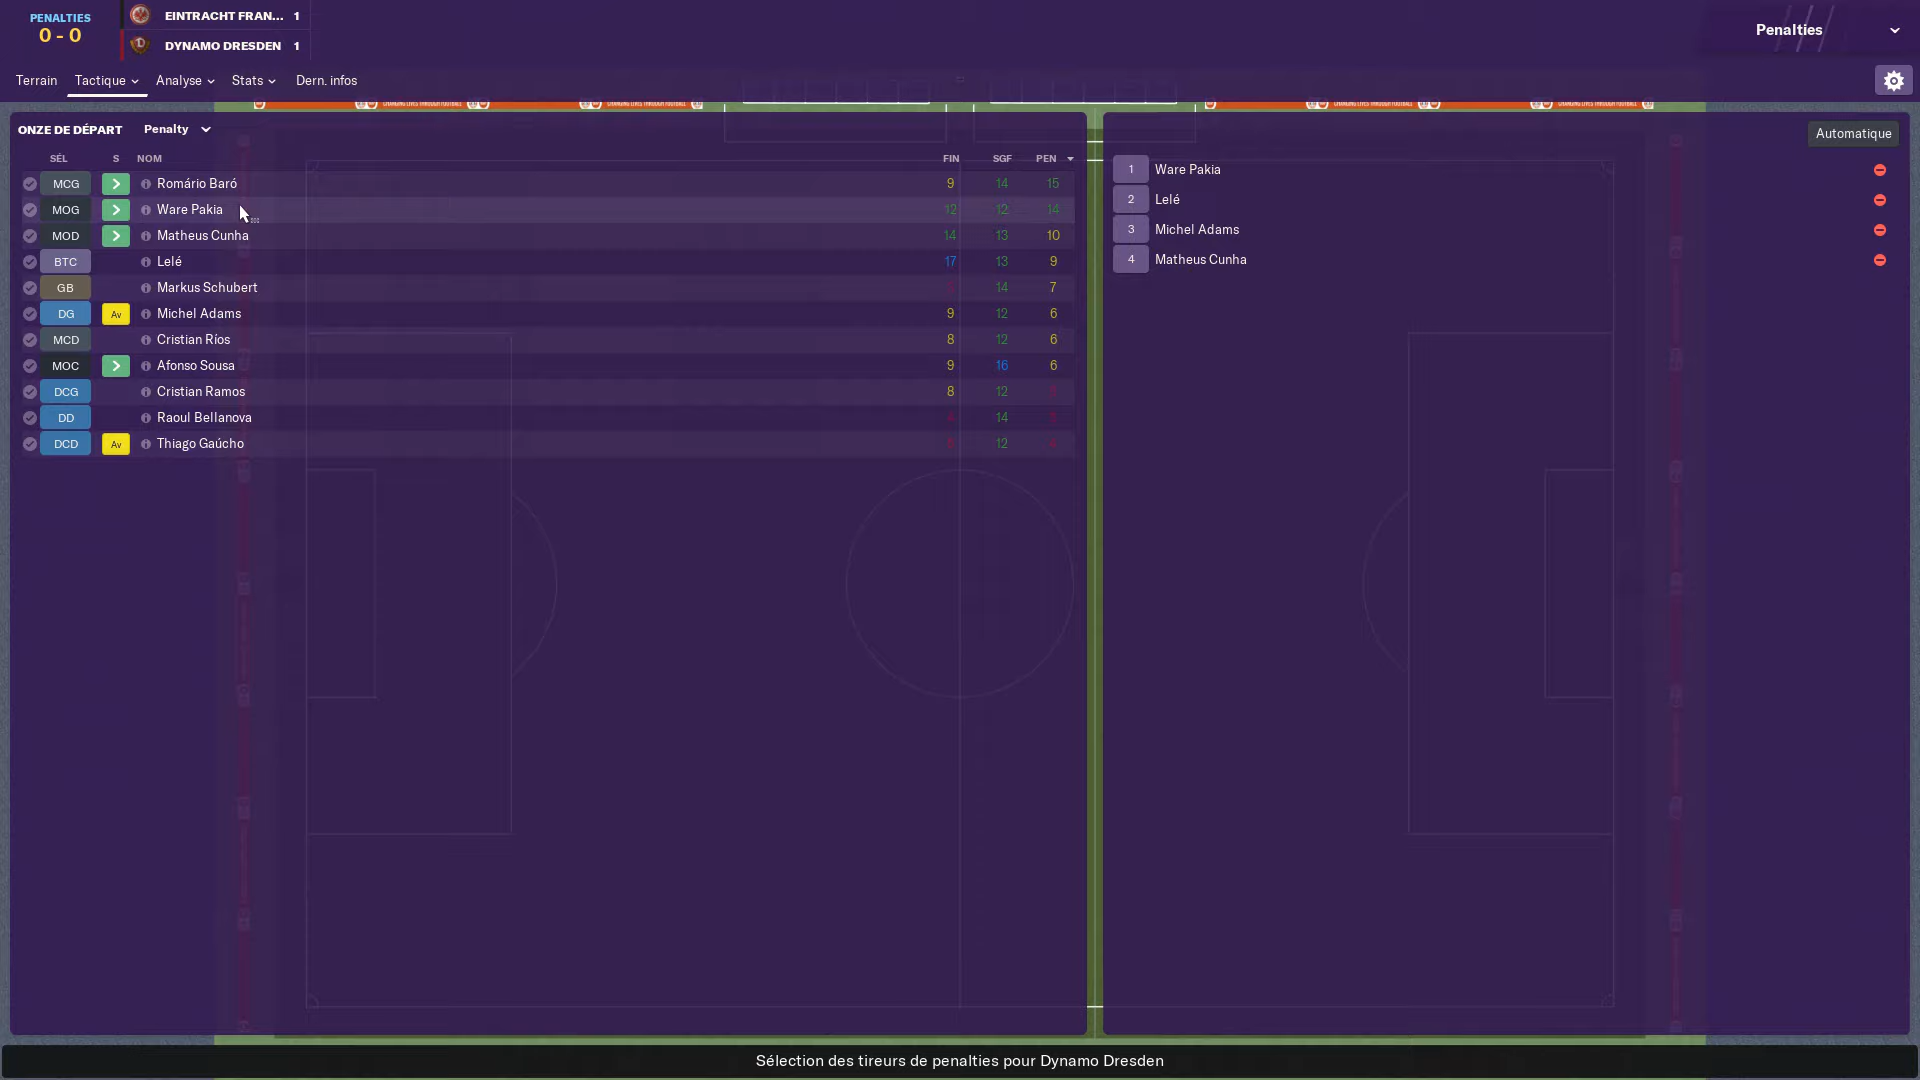 PENALTIES
0 - 0
EINTRACHT FRAN... 1
DYNAMO DRESDEN 1
Penalties
Terrain Tactique Analyse Stats Dern. infos
ONZE DE DÉPART Penalty
Automatique
SÉL S NOM FIN SGF PEN
MCG Romário Baró 9 14 15
MOG Ware Pakia 12 12 14
MOD Matheus Cunha 14 13 10
BTC Lelé 17 13 9
GB Markus Schubert 14 7
DG Av Michel Adams 9 12 6
MCD Cristian Ríos 8 12 6
MOC Afonso Sousa 9 16 6
DCG Cristian Ramos 8 12
DD Raoul Bellanova 14
DCD Av Thiago Gaúcho 12
1 Ware Pakia
2 Lelé
3 Michel Adams
4 Matheus Cunha
Sélection des tireurs de penalties pour Dynamo Dresden